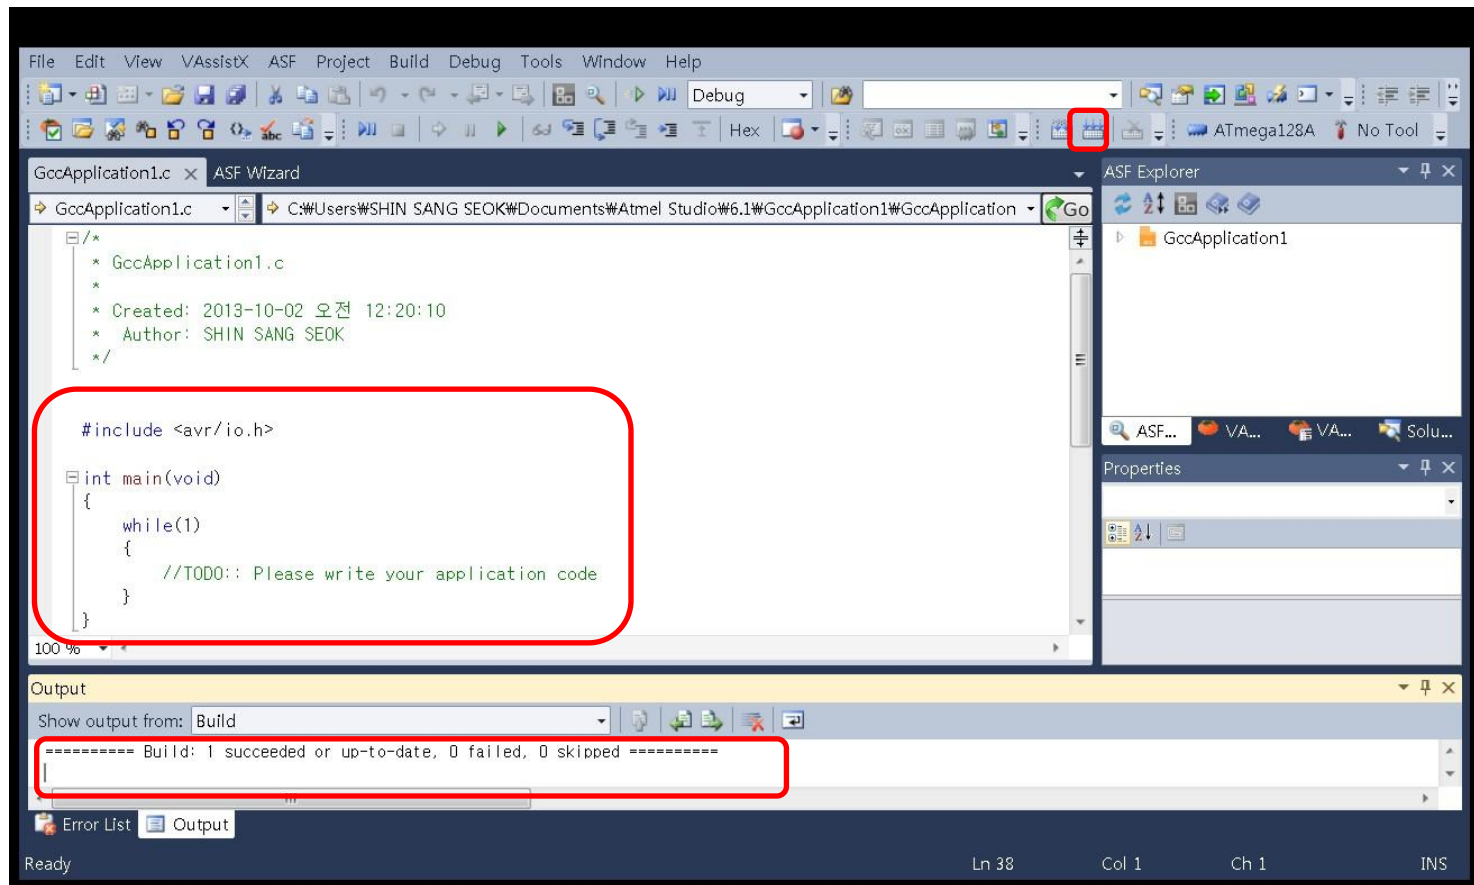 File Edit View VAssistX ASF Project Build Debug Tools Window Help
Debug
Hex ATmega128A No Tool
GccApplication1.c ASF Wizard
ASF Explorer
GccApplication1.c C:₩Users₩SHIN SANG SEOK₩Documents₩Atmel Studio₩6.1₩GccApplication1₩GccApplication Go
GccApplication1
/*
* GccApplication1.c
*
* Created: 2013-10-02 오전 12:20:10
* Author: SHIN SANG SEOK
*/
#include <avr/io.h>
int main(void)
{
while(1)
{
//TODO:: Please write your application code
}
}
100 %
ASF... VA... VA... Solu...
Properties
Output
Show output from: Build
========== Build: 1 succeeded or up-to-date, 0 failed, 0 skipped ==========
Error List Output
Ready Ln 38 Col 1 Ch 1 INS